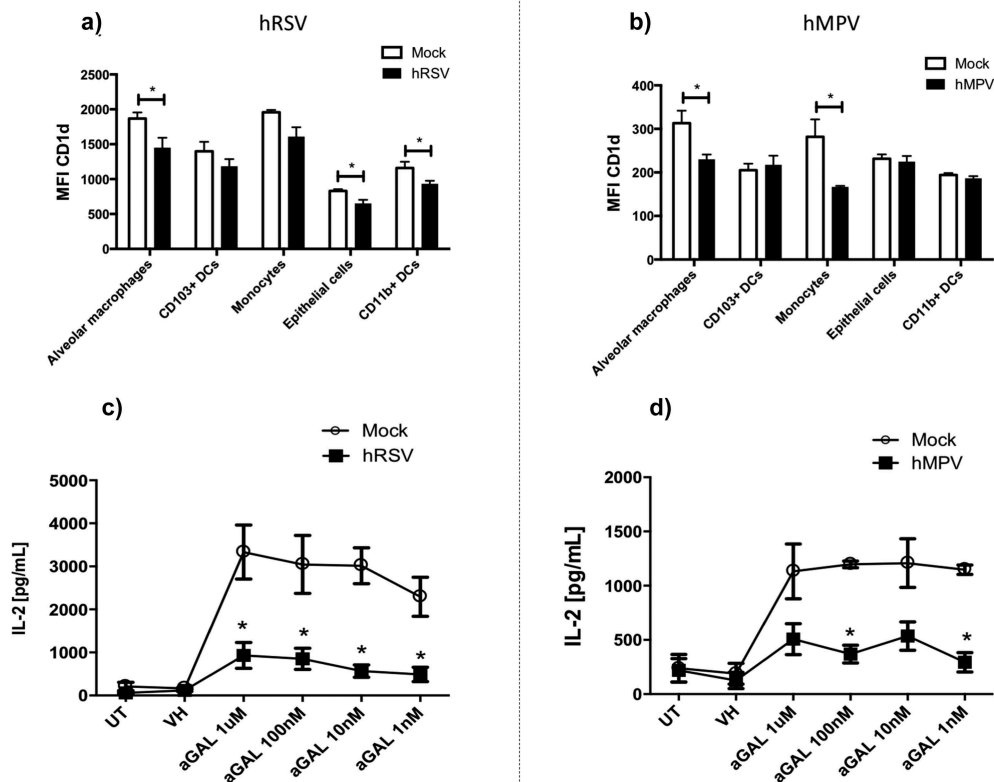 a)
hRSV
Mock
hRSV
MFI CD1d
2500
2000
1500
1000
500
0
*
*
*
Alveolar macrophages
CD103+ DCs
Monocytes
Epithelial cells
CD11b+ DCs
b)
hMPV
Mock
hMPV
MFI CD1d
400
300
200
100
0
*
*
Alveolar macrophages
CD103+ DCs
Monocytes
Epithelial cells
CD11b+ DCs
c)
Mock
hRSV
IL-2 [pg/mL]
5000
4000
3000
2000
1000
0
*
*
*
*
UT
VH
aGAL 1uM
aGAL 100nM
aGAL 10nM
aGAL 1nM
d)
Mock
hMPV
IL-2 [pg/mL]
2000
1500
1000
500
0
*
*
UT
VH
aGAL 1uM
aGAL 100nM
aGAL 10nM
aGAL 1nM